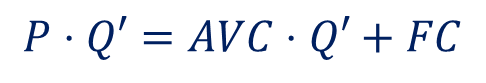 P · Q′ = AVC · Q′ + FC